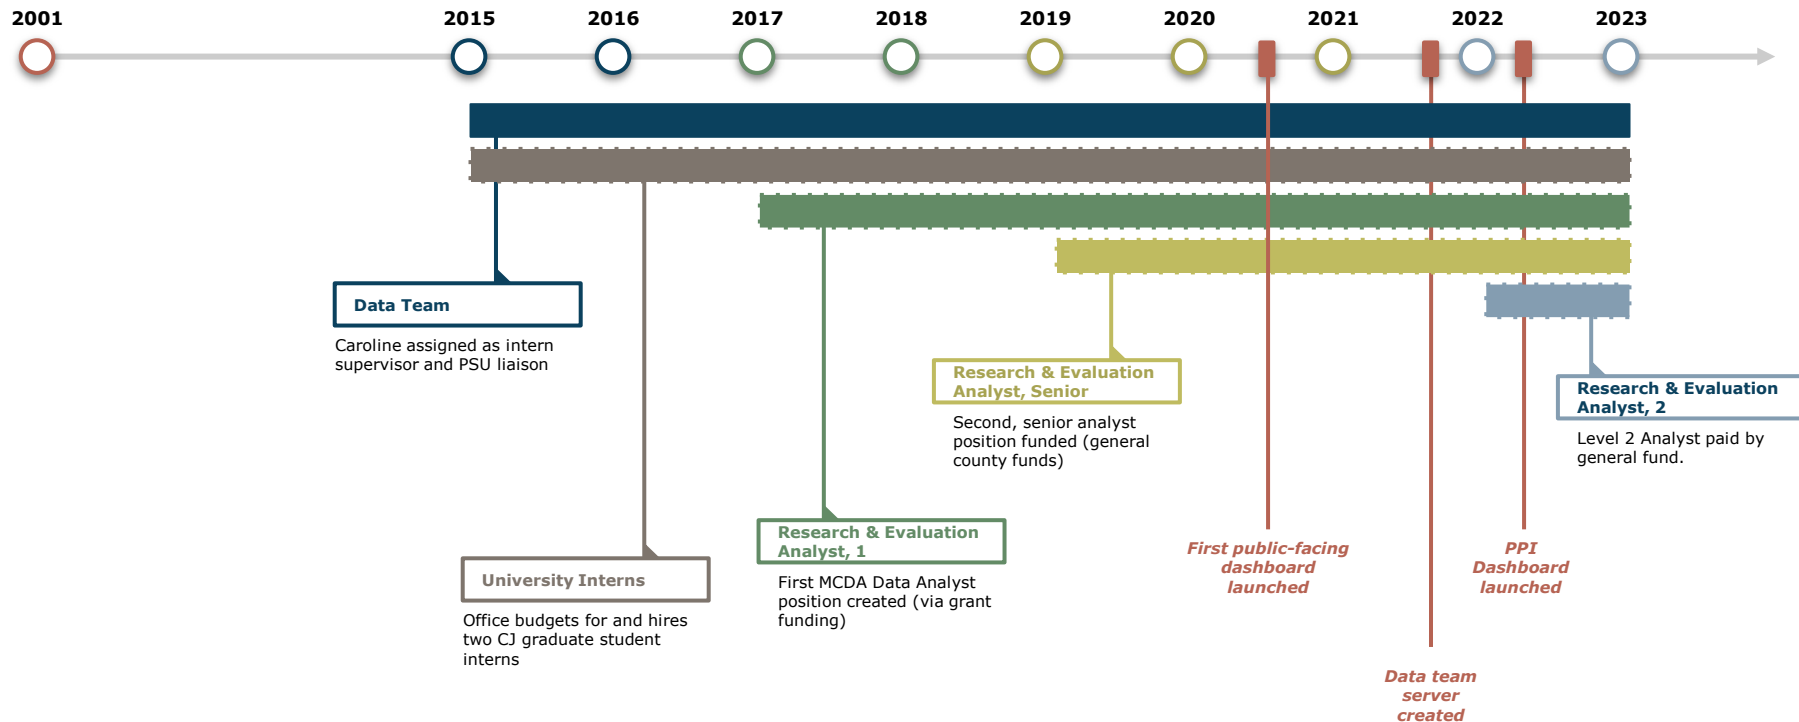 2001
2015
2016
2017
2018
2019
2020
2021
2022
2023
Data Team
Caroline assigned as intern
supervisor and PSU liaison
University Interns
Office budgets for and hires
two CJ graduate student
interns
Research & Evaluation
Analyst, 1
First MCDA Data Analyst
position created (via grant
funding)
Research & Evaluation
Analyst, Senior
Second, senior analyst
position funded (general
county funds)
First public-facing
dashboard
launched
Data team
server
created
PPI
Dashboard
launched
Research & Evaluation
Analyst, 2
Level 2 Analyst paid by
general fund.